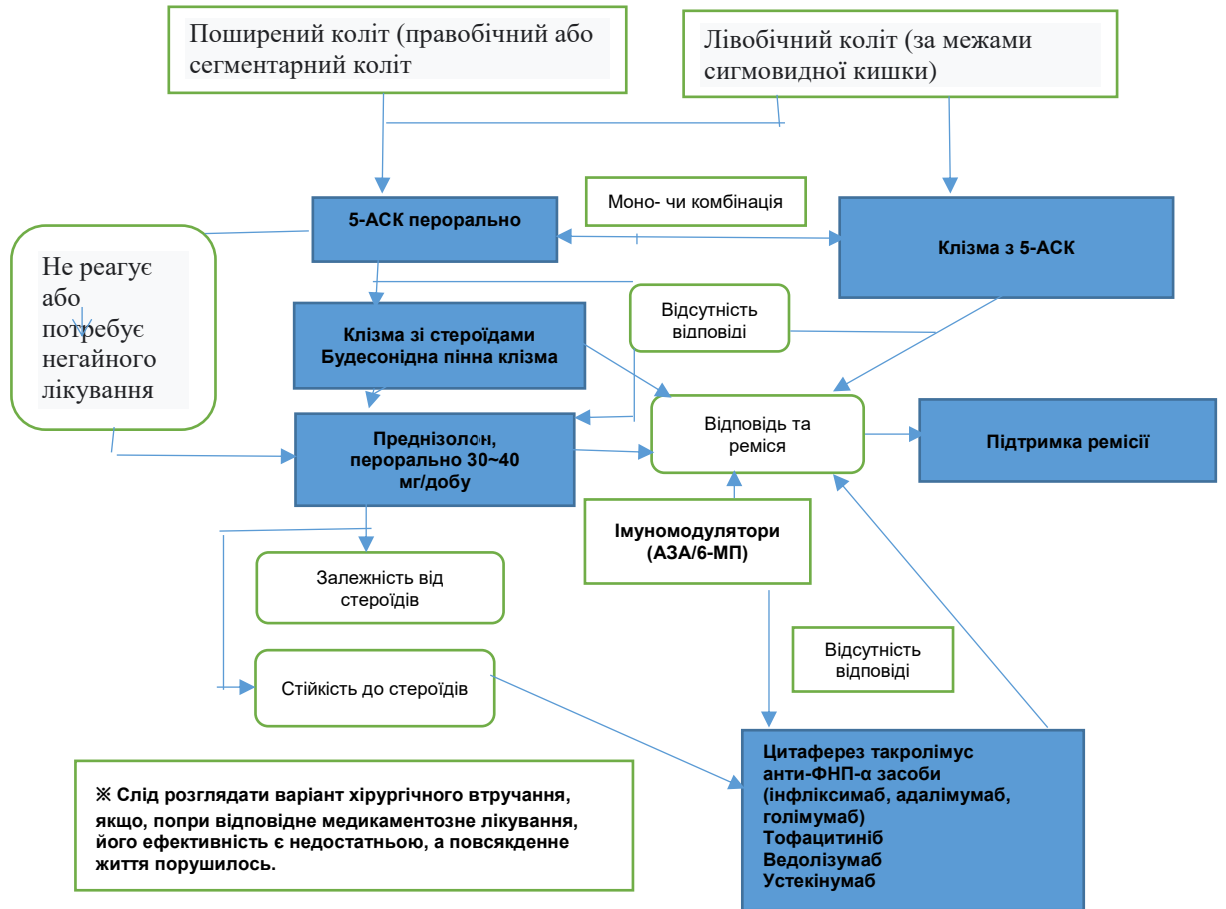 Поширений коліт (правобічний або
сегментарний коліт
Лівобічний коліт (за межами
сигмовидної кишки)
Моно- чи комбінація
5-АСК перорально
Клізма з 5-АСК
Не реагує
або
потребує
негайного
лікування
Відсутність
відповіді
Клізма зі стероїдами
Будесонідна пінна клізма
Відповідь та
ремісія
Підтримка ремісії
Преднізолон,
перорально 30~40
мг/добу
Імуномодулятори
(АЗА/6-МП)
Залежність від
стероїдів
Відсутність
відповіді
Стійкість до стероїдів
Цитаферез такролімус
анти-ФНП-α засоби
(інфліксимаб, адалімумаб,
голімумаб)
Тофацитиніб
Ведолізумаб
Устекінумаб
※ Слід розглядати варіант хірургічного втручання,
якщо, попри відповідне медикаментозне лікування,
його ефективність є недостатньою, а повсякденне
життя порушилось.